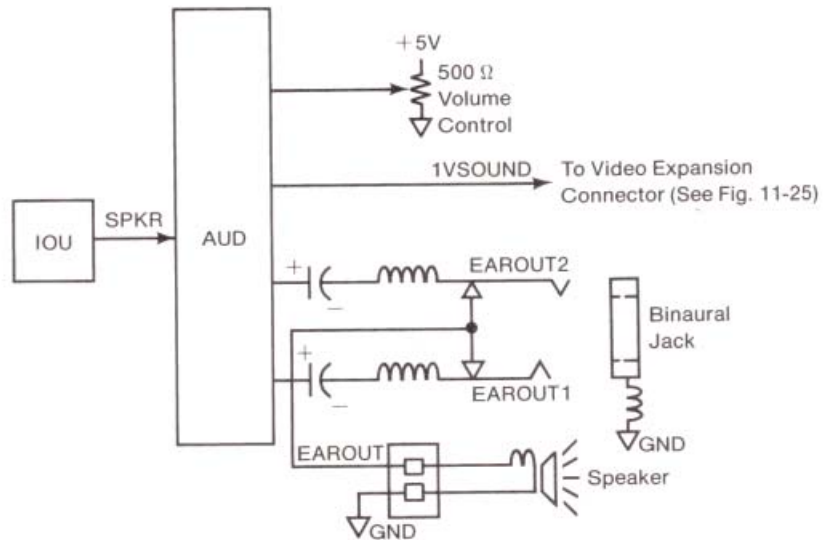 +5V
500 Ω
Volume
Control
1VSOUND
To Video Expansion
Connector (See Fig. 11-25)
IOU
SPKR
AUD
+
EAROUT2
–
Binaural
Jack
+
–
EAROUT1
GND
EAROUT
Speaker
GND